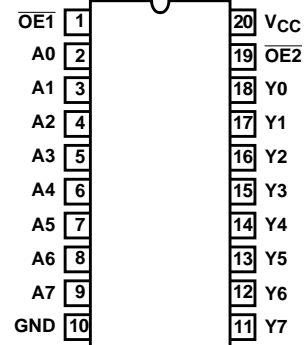 OE1 1 20 VCC
A0 2 19 OE2
A1 3 18 Y0
A2 4 17 Y1
A3 5 16 Y2
A4 6 15 Y3
A5 7 14 Y4
A6 8 13 Y5
A7 9 12 Y6
GND 10 11 Y7